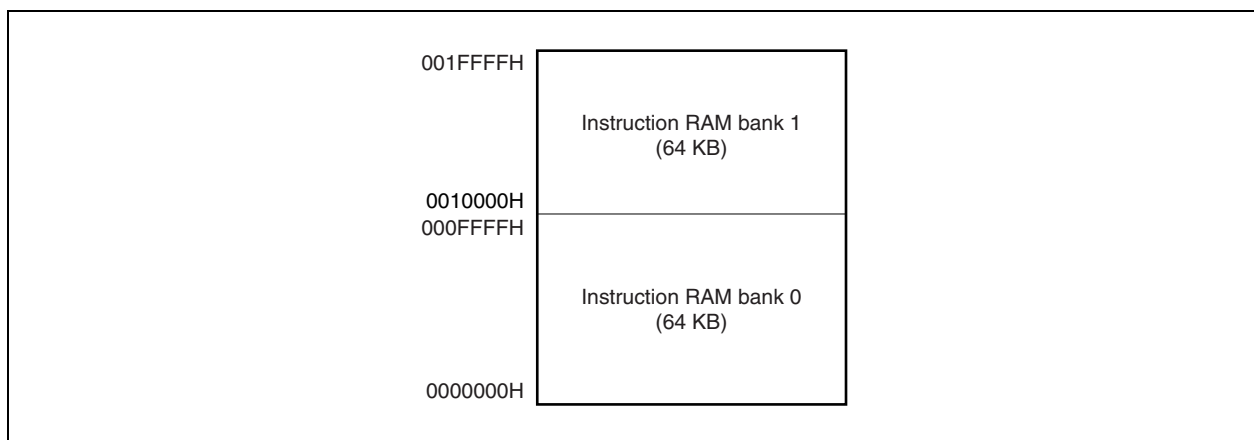 001FFFFH
Instruction RAM bank 1
(64 KB)
0010000H
000FFFFH
Instruction RAM bank 0
(64 KB)
0000000H